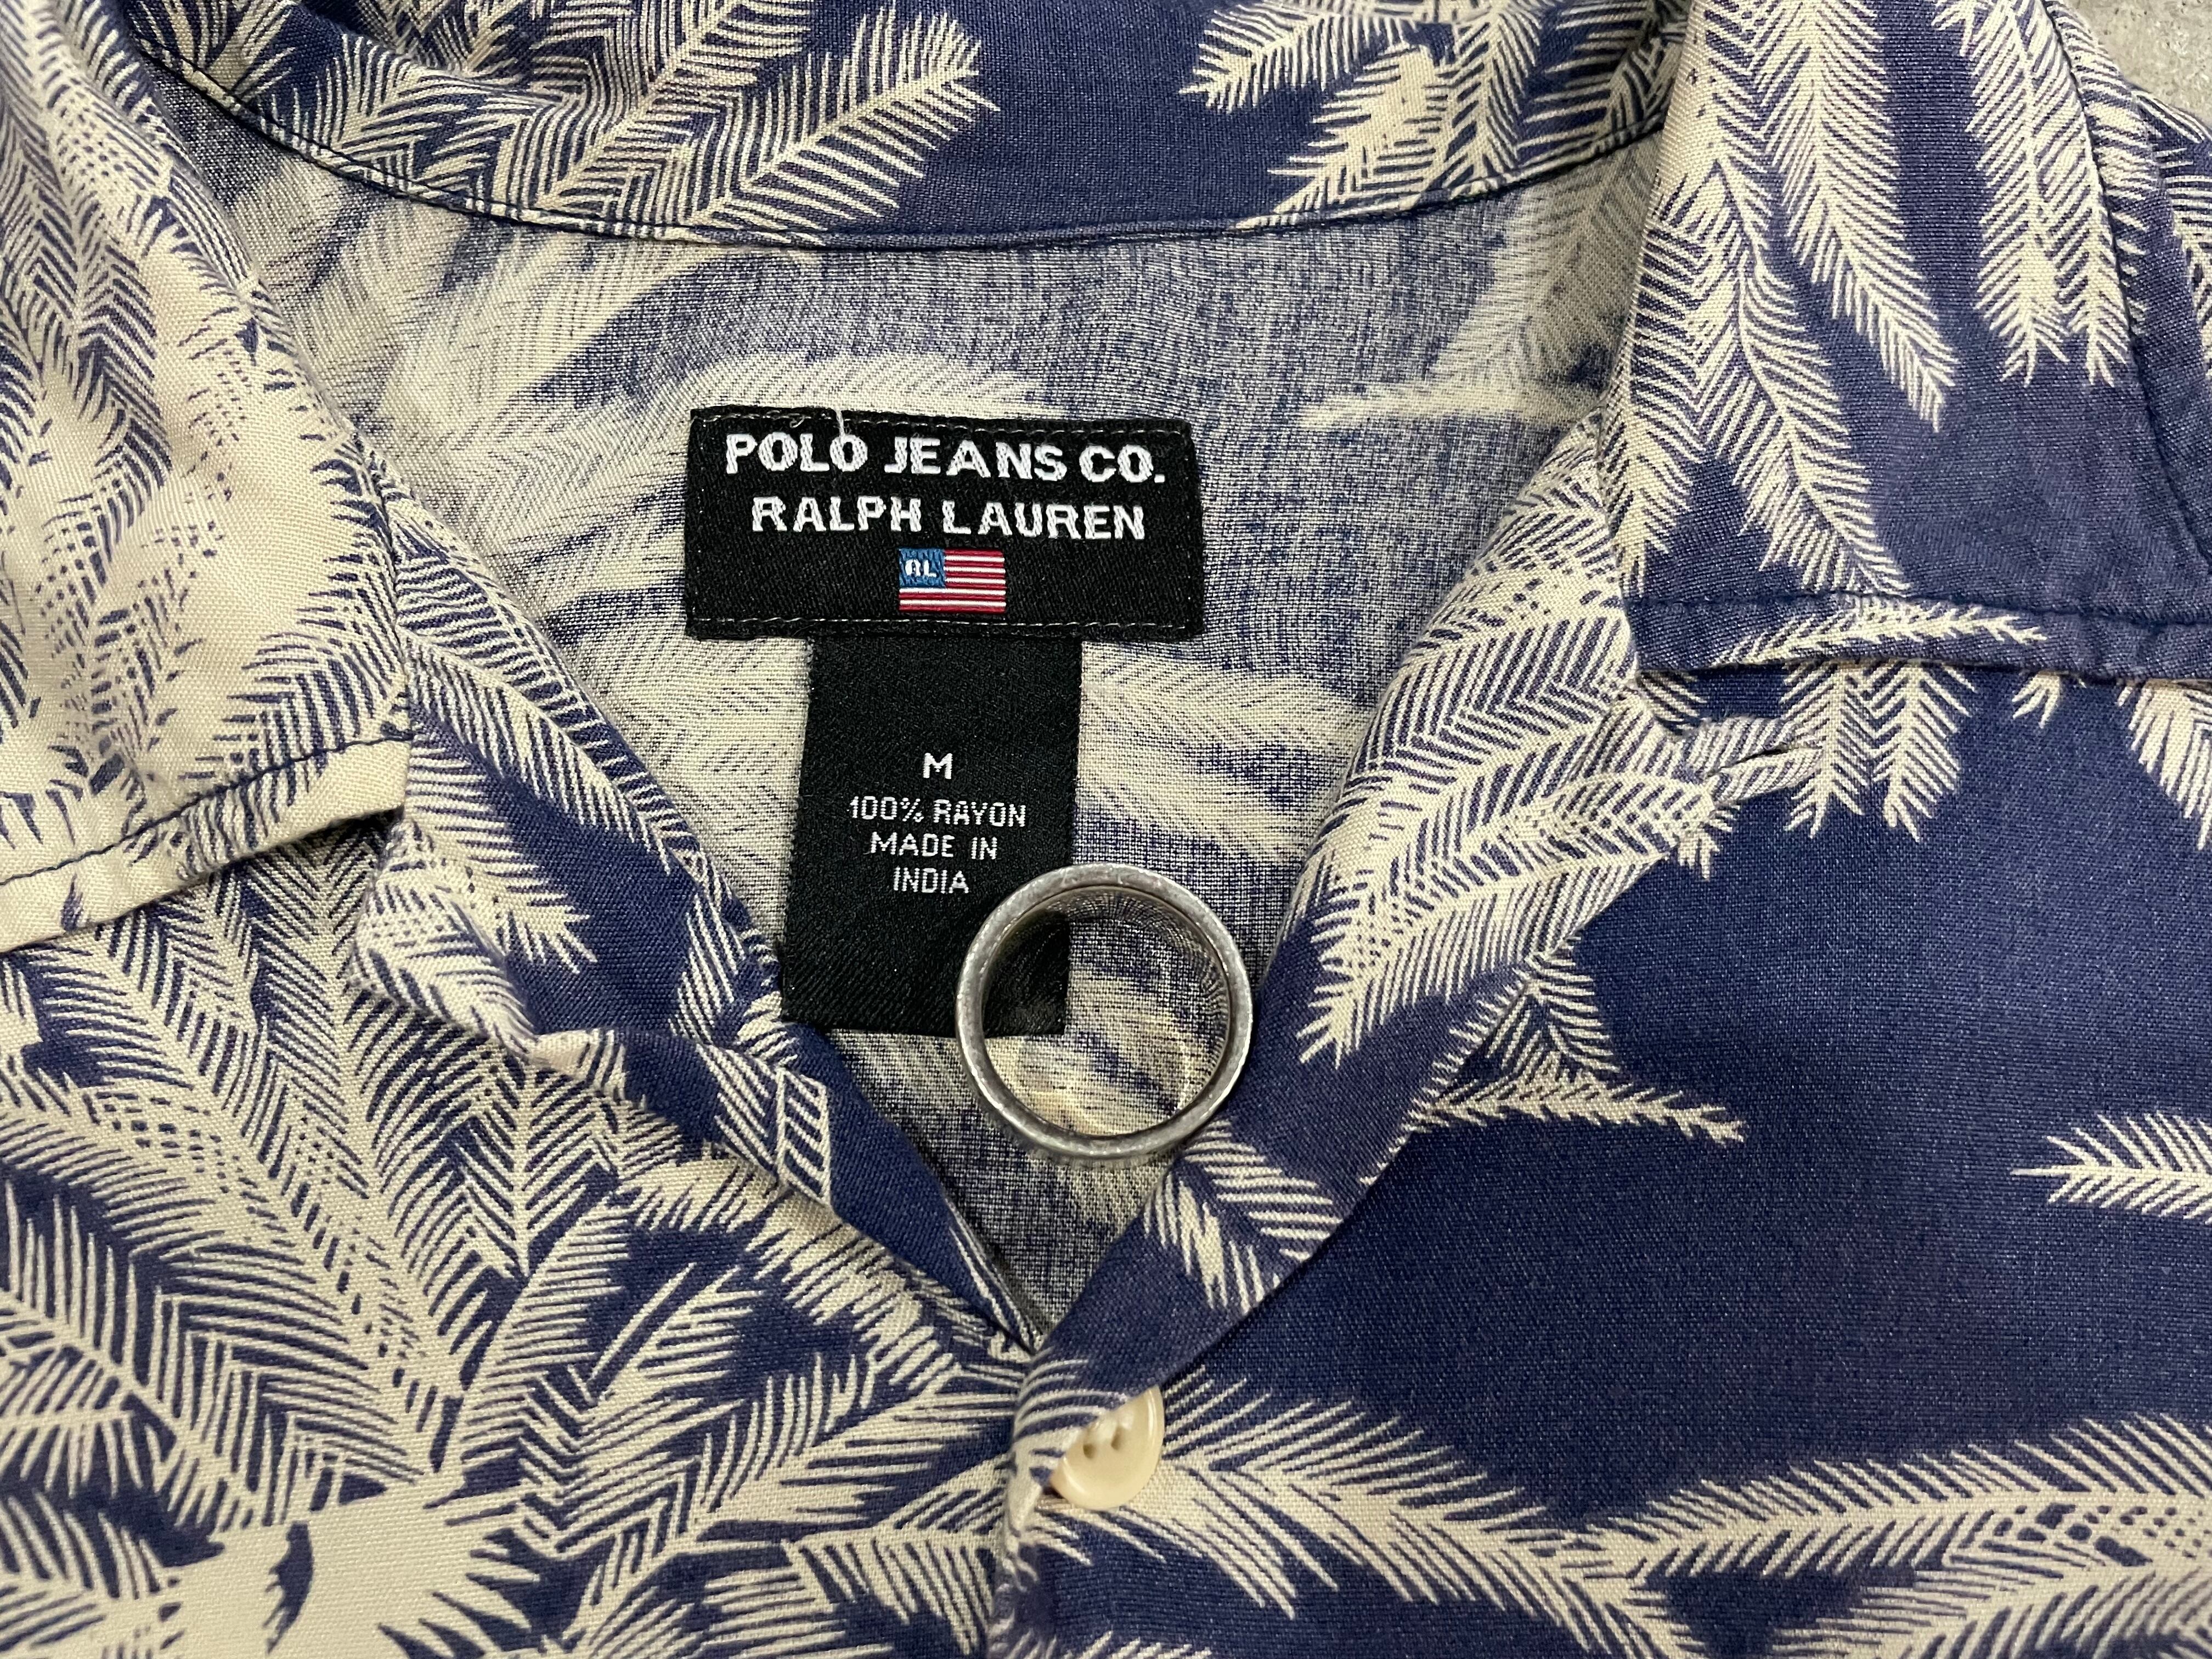 POLO JEANS CO.
RALPH LAUREN
RL
M
100% RAYON
MADE IN
INDIA